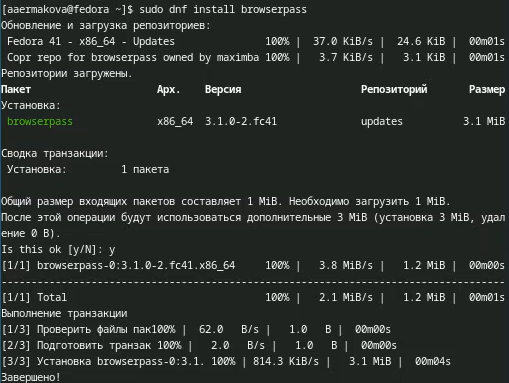 [aaermakova@fedora ~]$ sudo dnf install browserpass
Обновление и загрузка репозиториев:
Fedora 41 - x86_64 - Updates 100% | 37.0 KiB/s | 24.6 KiB | 00m01s
Copr repo for browserpass owned by maximba 100% | 3.7 KiB/s | 3.1 KiB | 00m01s
Репозитории загружены.
Пакет Арх. Версия Репозиторий Размер
Установка:
browserpass x86_64 3.1.0-2.fc41 updates 3.1 MiB
Сводка транзакции:
Установка: 1 пакета
Общий размер входящих пакетов составляет 1 MiB. Необходимо загрузить 1 MiB.
После этой операции будут использоваться дополнительные 3 MiB (установка 3 MiB, удал
ение 0 B).
Is this ok [y/N]: y
[1/1] browserpass-0:3.1.0-2.fc41.x86_64 100% | 3.8 MiB/s | 1.2 MiB | 00m00s
--------------------------------------------------------------------------------
[1/1] Total 100% | 2.1 MiB/s | 1.2 MiB | 00m01s
Выполнение транзакции
[1/3] Проверить файлы пак100% | 62.0 B/s | 1.0 B | 00m00s
[2/3] Подготовить транзак 100% | 2.0 B/s | 1.0 B | 00m00s
[3/3] Установка browserpass-0:3.1. 100% | 814.3 KiB/s | 3.1 MiB | 00m04s
Завершено!